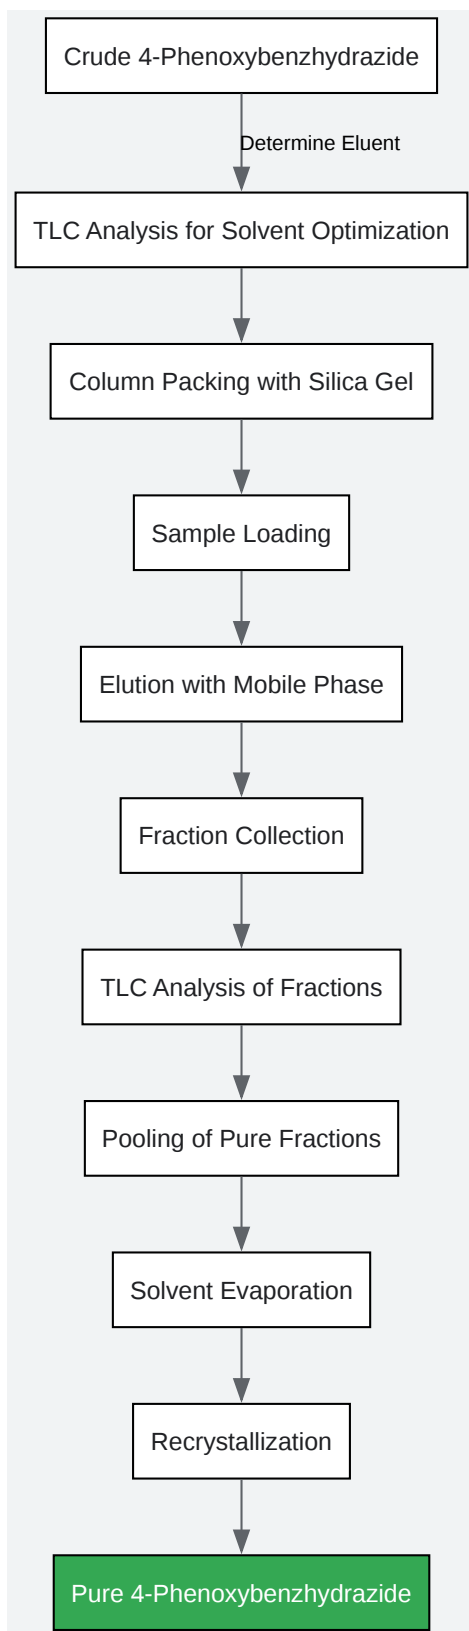 Crude 4-Phenoxybenzhydrazide
Determine Eluent
TLC Analysis for Solvent Optimization
Column Packing with Silica Gel
Sample Loading
Elution with Mobile Phase
Fraction Collection
TLC Analysis of Fractions
Pooling of Pure Fractions
Solvent Evaporation
Recrystallization
Pure 4-Phenoxybenzhydrazide